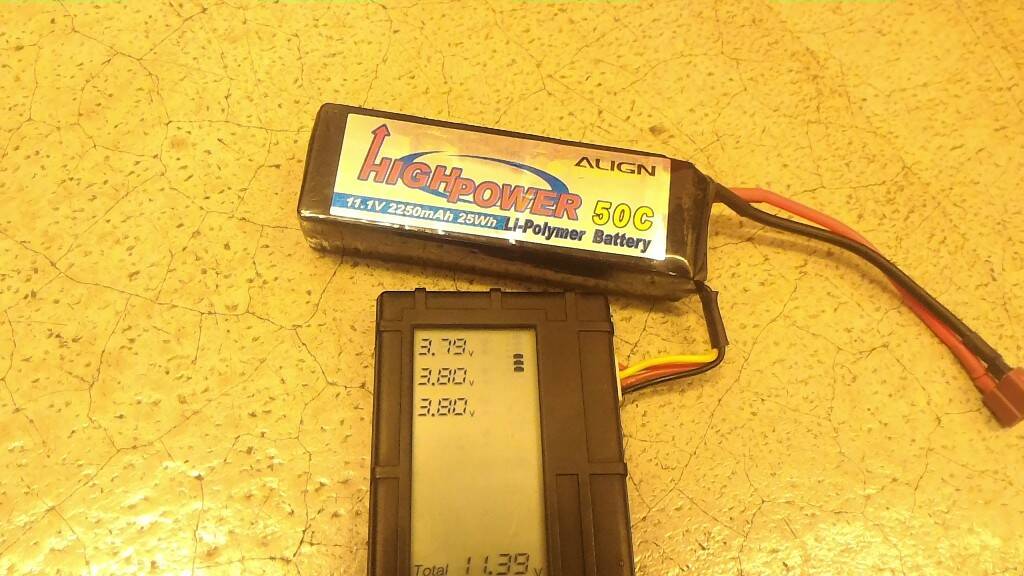 ALIGN
HIGHPOWER
50C
11.1V 2250mAh 25Wh Li-Polymer Battery
3.79v
3.80v
3.80v
Total 11.39v